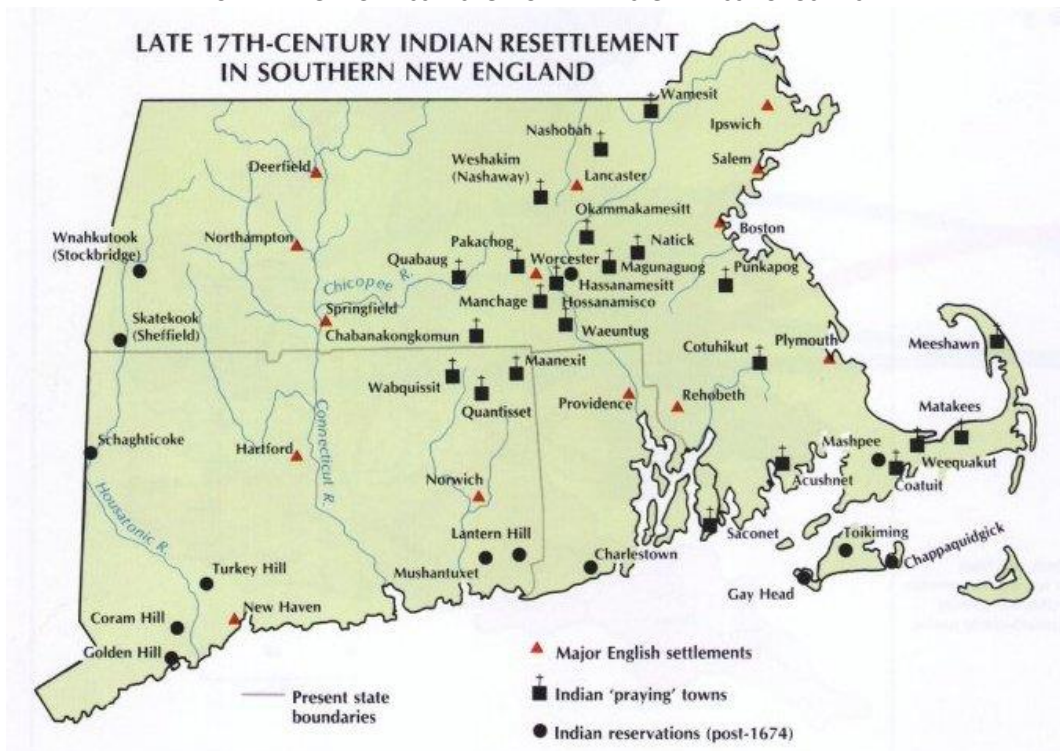 LATE 17TH-CENTURY INDIAN RESETTLEMENT
IN SOUTHERN NEW ENGLAND
Wamesit
Ipswich
Nashobah
Salem
Deerfield
Weshakim
(Nashaway)
Lancaster
Okammakamesitt
Boston
Wnahkutook
(Stockbridge)
Northampton
Pakachog
Natick
Quabaug
Worcester
Magunaguog
Punkapog
Chicopee R.
Hassanamesitt
Manchage
Hossanamisco
Springfield
Skatekook
(Sheffield)
Chabanakongkomun
Waeuntug
Cotuhikut
Plymouth
Meeshawn
Maanexit
Wabquissit
Quantisset
Providence
Rehobeth
Matakees
Connecticut R.
Schaghticoke
Hartford
Mashpee
Weequakut
Acushnet
Coatuit
Housatonic R.
Norwich
Saconet
Lantern Hill
Toikiming
Chappaquidgick
Mushantuxet
Charlestown
Turkey Hill
Gay Head
New Haven
Coram Hill
Golden Hill
Major English settlements
Present state
boundaries
Indian 'praying' towns
Indian reservations (post-1674)